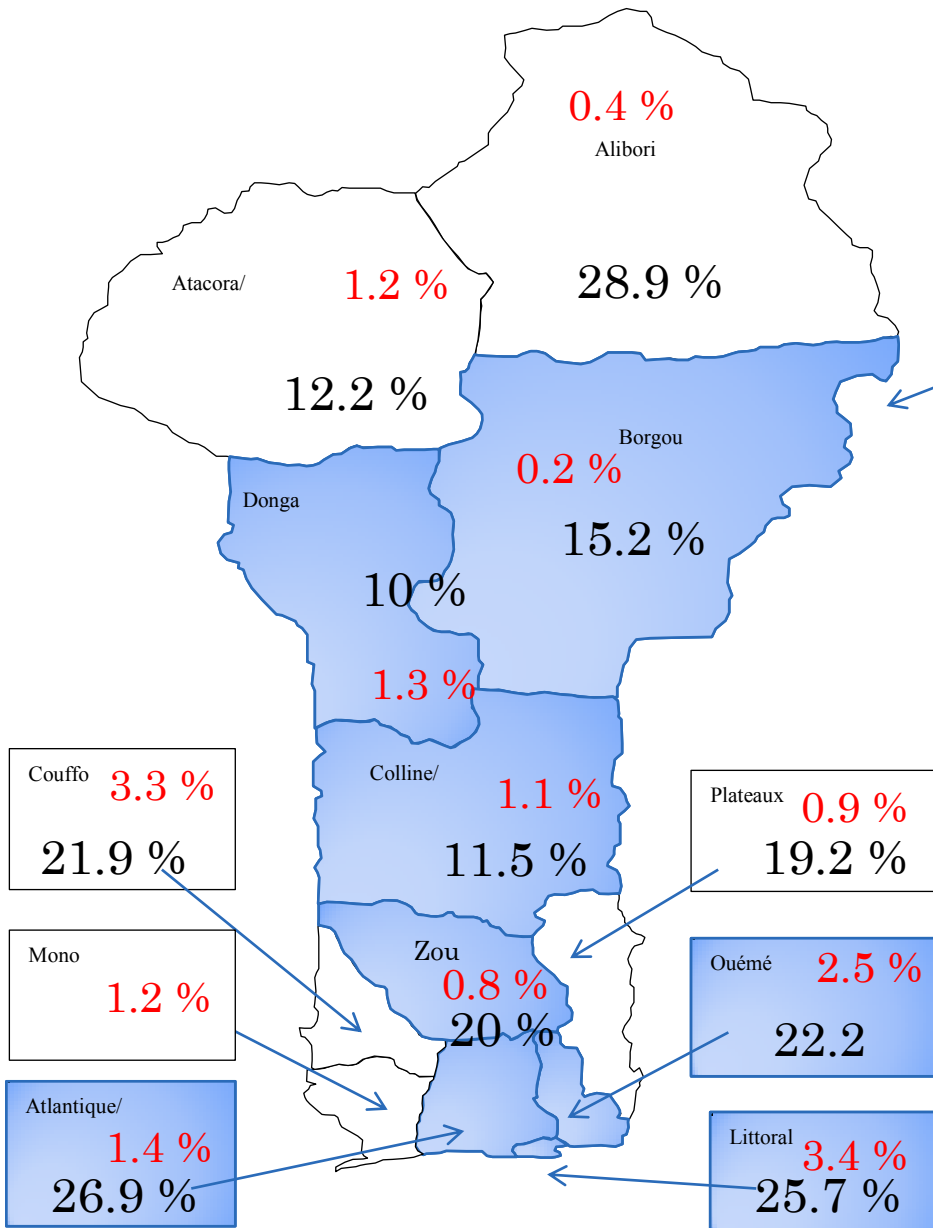 0.4 %
Alibori
28.9 %
Atacora/
1.2 %
12.2 %
Borgou
0.2 %
15.2 %
Donga
10 %
1.3 %
Colline/
1.1 %
11.5 %
Couffo
3.3 %
21.9 %
Plateaux
0.9 %
19.2 %
Mono
1.2 %
Zou
0.8 %
20 %
Ouémé
2.5 %
22.2
Atlantique/
1.4 %
26.9 %
Littoral
3.4 %
25.7 %